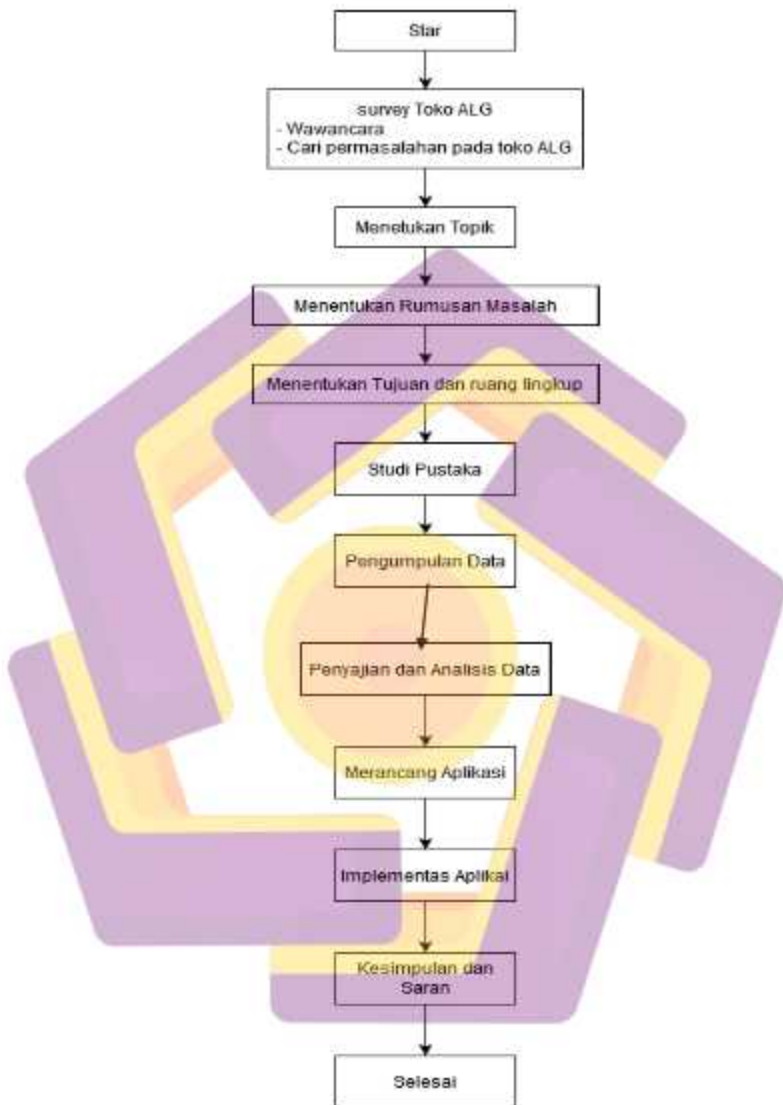 Star
survey Toko ALG
- Wawancara
- Cari permasalahan pada toko ALG
Menetukan Topik
Menentukan Rumusan Masalah
Menentukan Tujuan dan ruang lingkup
Studi Pustaka
Pengumpulan Data
Penyajian dan Analisis Data
Merancang Aplikasi
Implementas Aplikai
Kesimpulan dan
Saran
Selesai